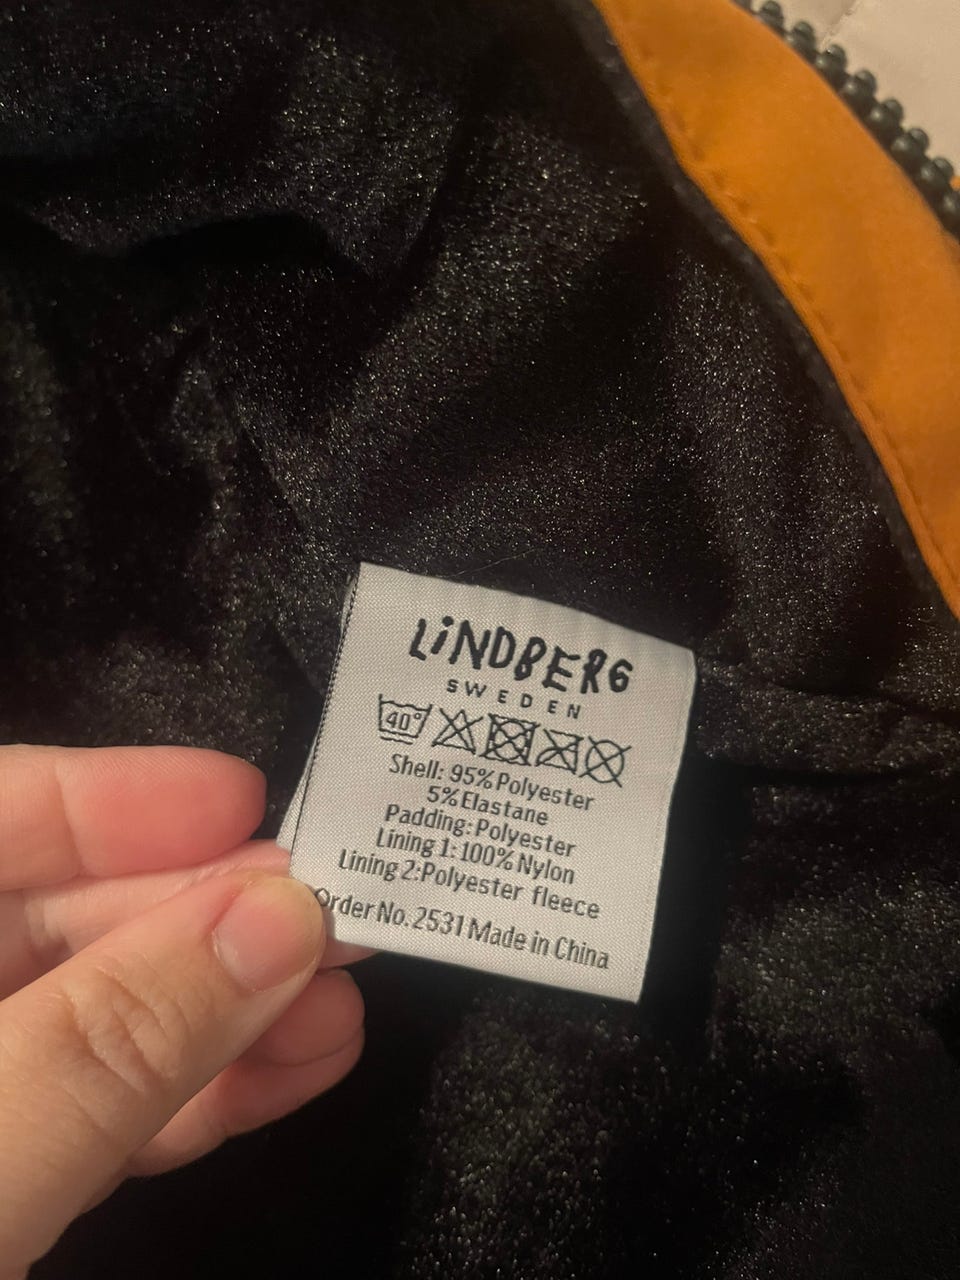 LiNDBERG
SWEDEN
40°
Shell: 95% Polyester
5% Elastane
Padding: Polyester
Lining 1: 100% Nylon
Lining 2: Polyester fleece
Order No. 2531 Made in China